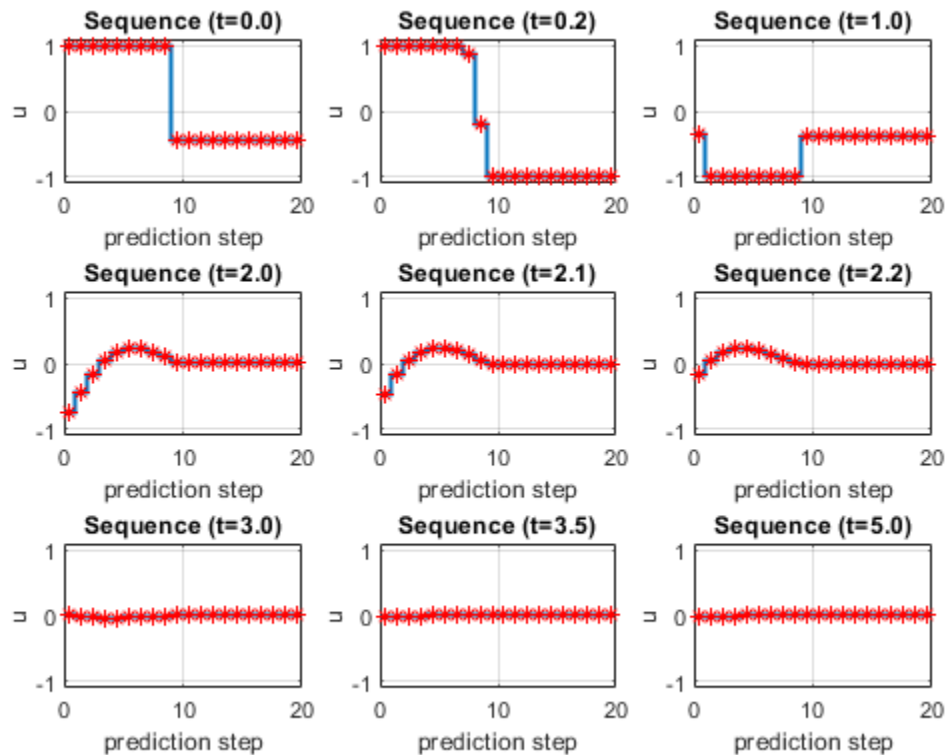 Sequence (t=0.0)
1
0
-1
u
0 10 20
prediction step
Sequence (t=0.2)
1
0
-1
u
0 10 20
prediction step
Sequence (t=1.0)
1
0
-1
u
0 10 20
prediction step
Sequence (t=2.0)
1
0
-1
u
0 10 20
prediction step
Sequence (t=2.1)
1
0
-1
u
0 10 20
prediction step
Sequence (t=2.2)
1
0
-1
u
0 10 20
prediction step
Sequence (t=3.0)
1
0
-1
u
0 10 20
prediction step
Sequence (t=3.5)
1
0
-1
u
0 10 20
prediction step
Sequence (t=5.0)
1
0
-1
u
0 10 20
prediction step